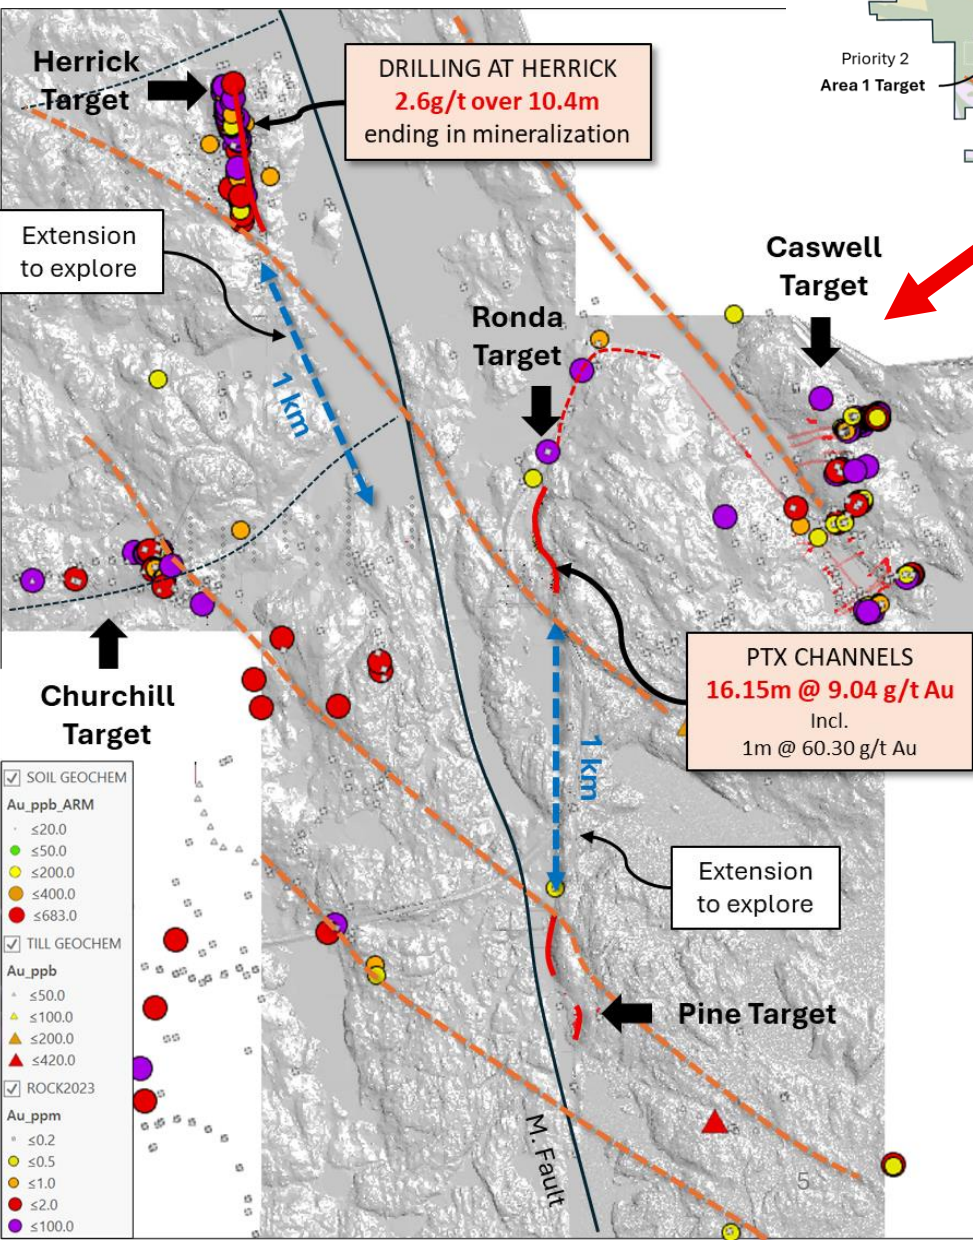 Priority 2
Area 1 Target
Herrick
Target
DRILLING AT HERRICK
2.6g/t over 10.4m
ending in mineralization
Extension
to explore
Caswell
Target
Ronda
Target
1 km
PTX CHANNELS
16.15m @ 9.04 g/t Au
Incl.
1m @ 60.30 g/t Au
Churchill
Target
1 km
Extension
to explore
Pine Target
M. Fault
5
SOIL GEOCHEM
Au_ppb_ARM
≤20.0
≤50.0
≤200.0
≤400.0
≤683.0
TILL GEOCHEM
Au_ppb
≤50.0
≤100.0
≤200.0
≤420.0
ROCK2023
Au_ppm
≤0.2
≤0.5
≤1.0
≤2.0
≤100.0